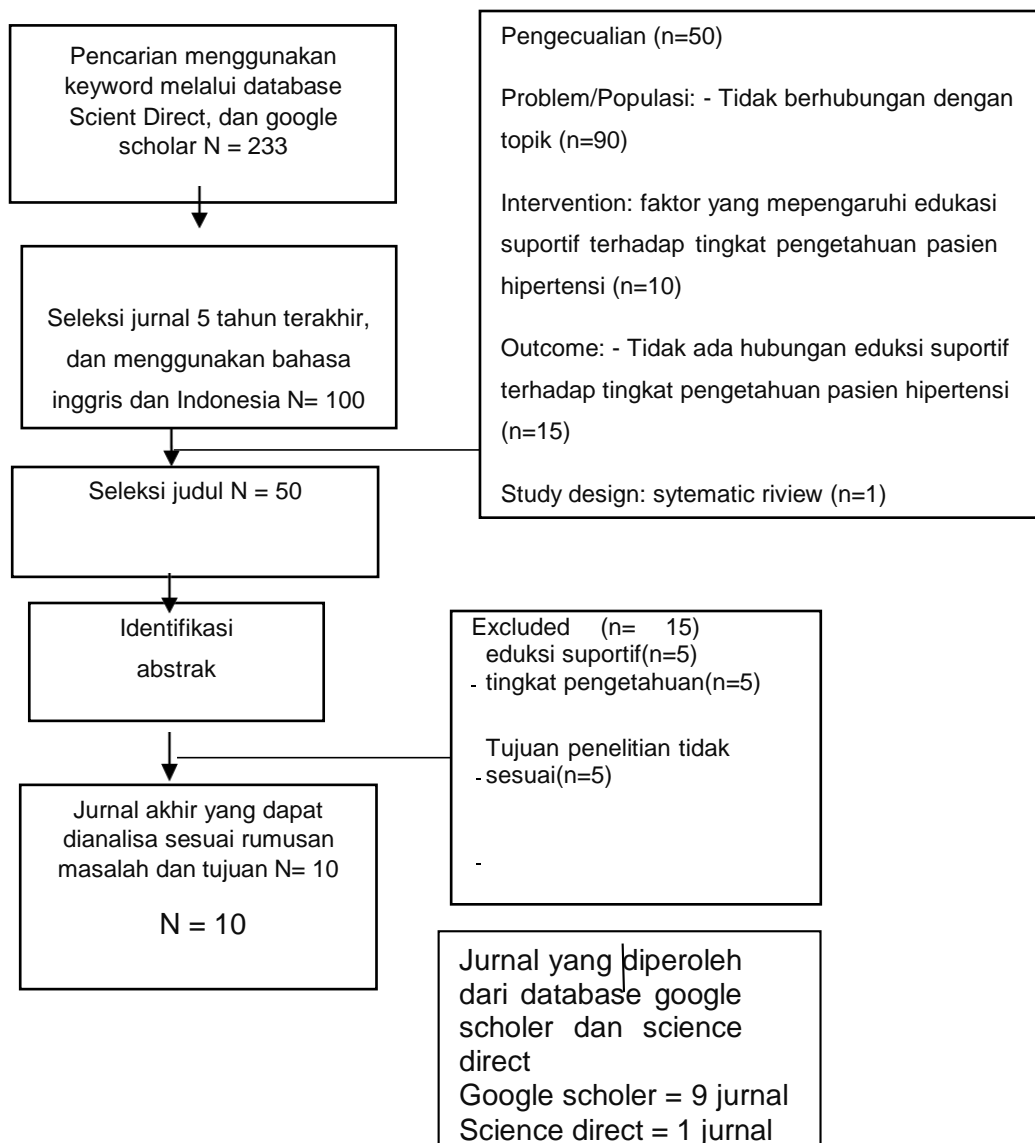 Pencarian menggunakan
keyword melalui database
Scient Direct, dan google
scholar N = 233
Pengecualian (n=50)
Problem/Populasi: - Tidak berhubungan dengan
topik (n=90)
Intervention: faktor yang mepengaruhi edukasi
suportif terhadap tingkat pengetahuan pasien
hipertensi (n=10)
Outcome: - Tidak ada hubungan eduksi suportif
terhadap tingkat pengetahuan pasien hipertensi
(n=15)
Study design: sytematic riview (n=1)
Seleksi jurnal 5 tahun terakhir,
dan menggunakan bahasa
inggris dan Indonesia N= 100
Seleksi judul N = 50
Identifikasi
abstrak
Excluded (n= 15)
eduksi suportif(n=5)
- tingkat pengetahuan(n=5)
Tujuan penelitian tidak
- sesuai(n=5)
-
Jurnal akhir yang dapat
dianalisa sesuai rumusan
masalah dan tujuan N= 10
N = 10
Jurnal yang diperoleh
dari database google
scholer dan science
direct
Google scholer = 9 jurnal
Science direct = 1 jurnal